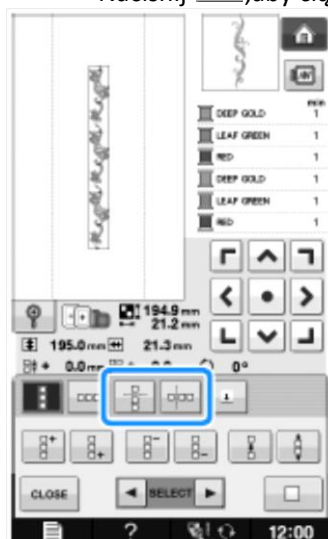 min
DEEP GOLD 1
LEAF GREEN 1
RED 1
DEEP GOLD 1
LEAF GREEN 1
RED 1
194.9 mm
21.2 mm
195.0 mm 21.3 mm
0.0 mm 0°
CLOSE SELECT
? 12:00